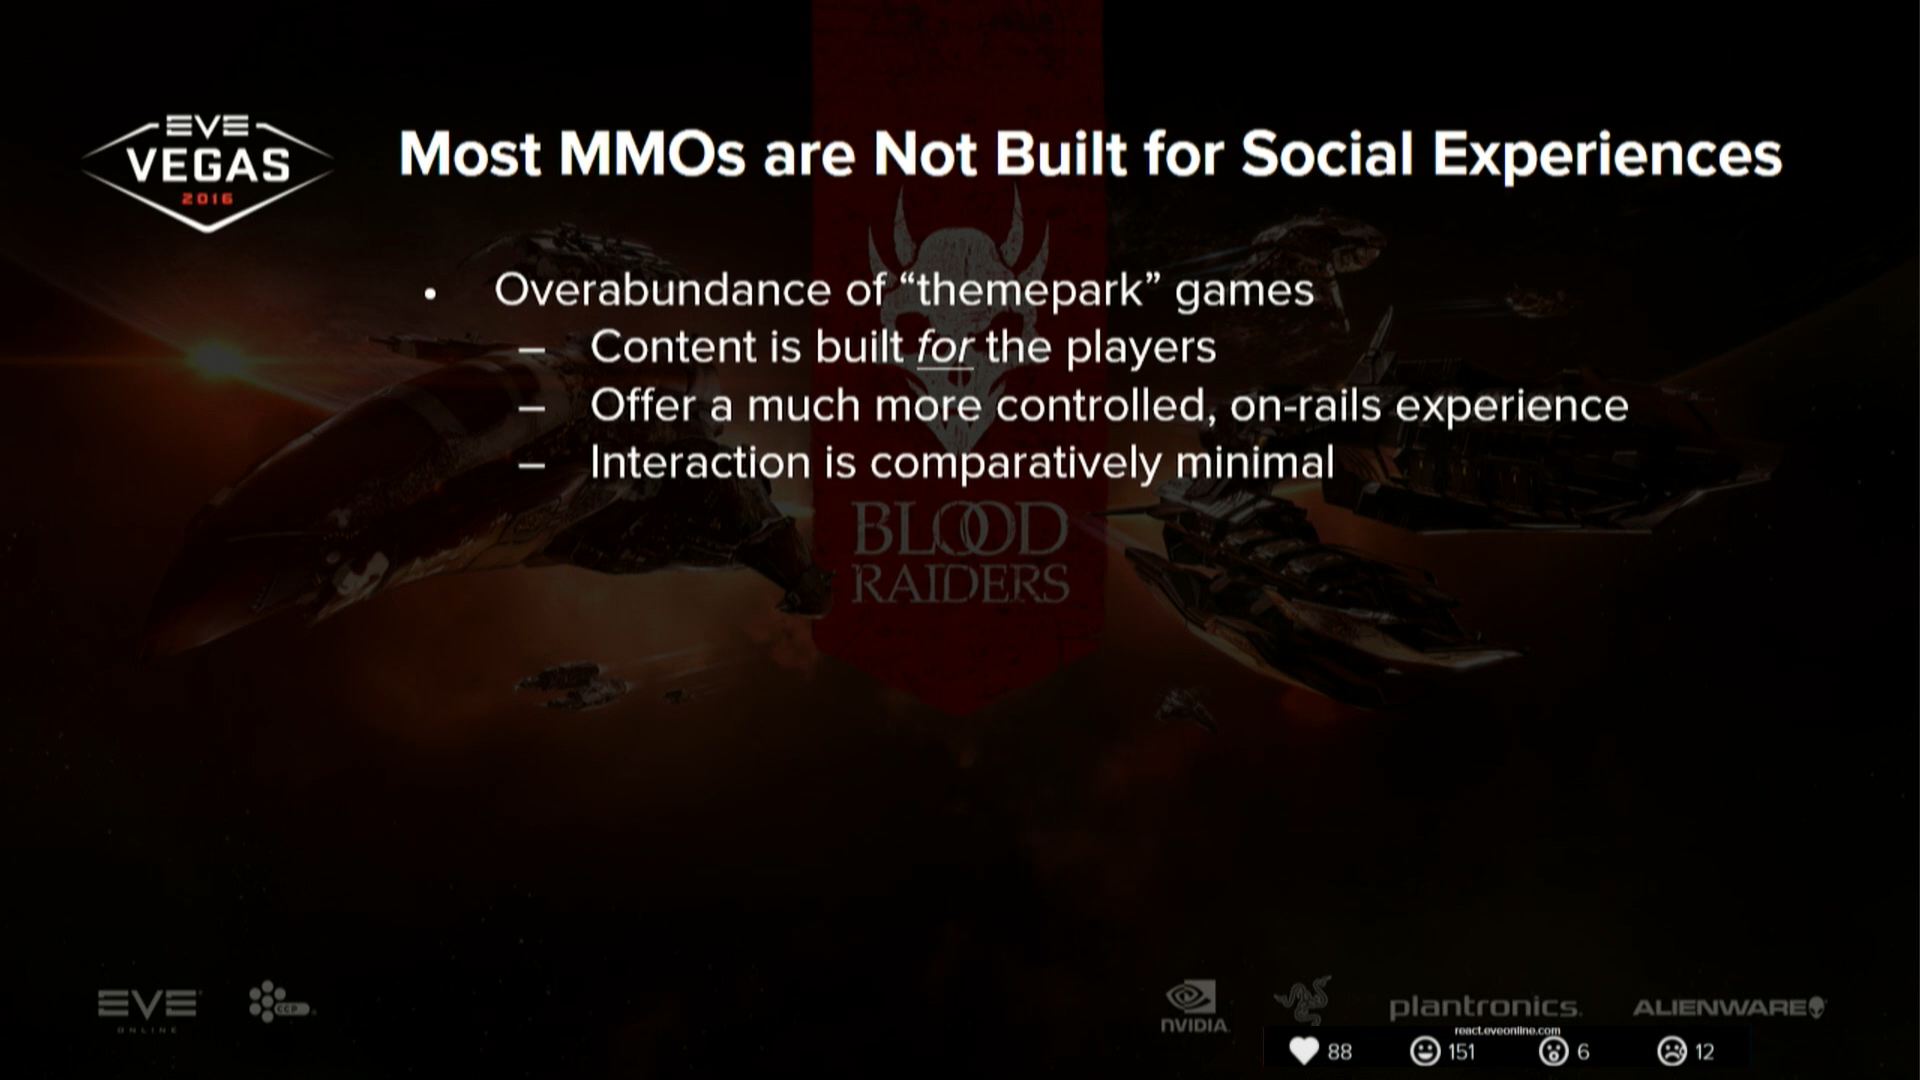 EVE
VEGAS
2016
Most MMOs are Not Built for Social Experiences
• Overabundance of “themepark” games
– Content is built for the players
– Offer a much more controlled, on-rails experience
– Interaction is comparatively minimal
BLOOD
RAIDERS
EVE
ONLINE
CCP
NVIDIA.
plantronics.
ALIENWARE
react.eveonline.com
88 151 6 12